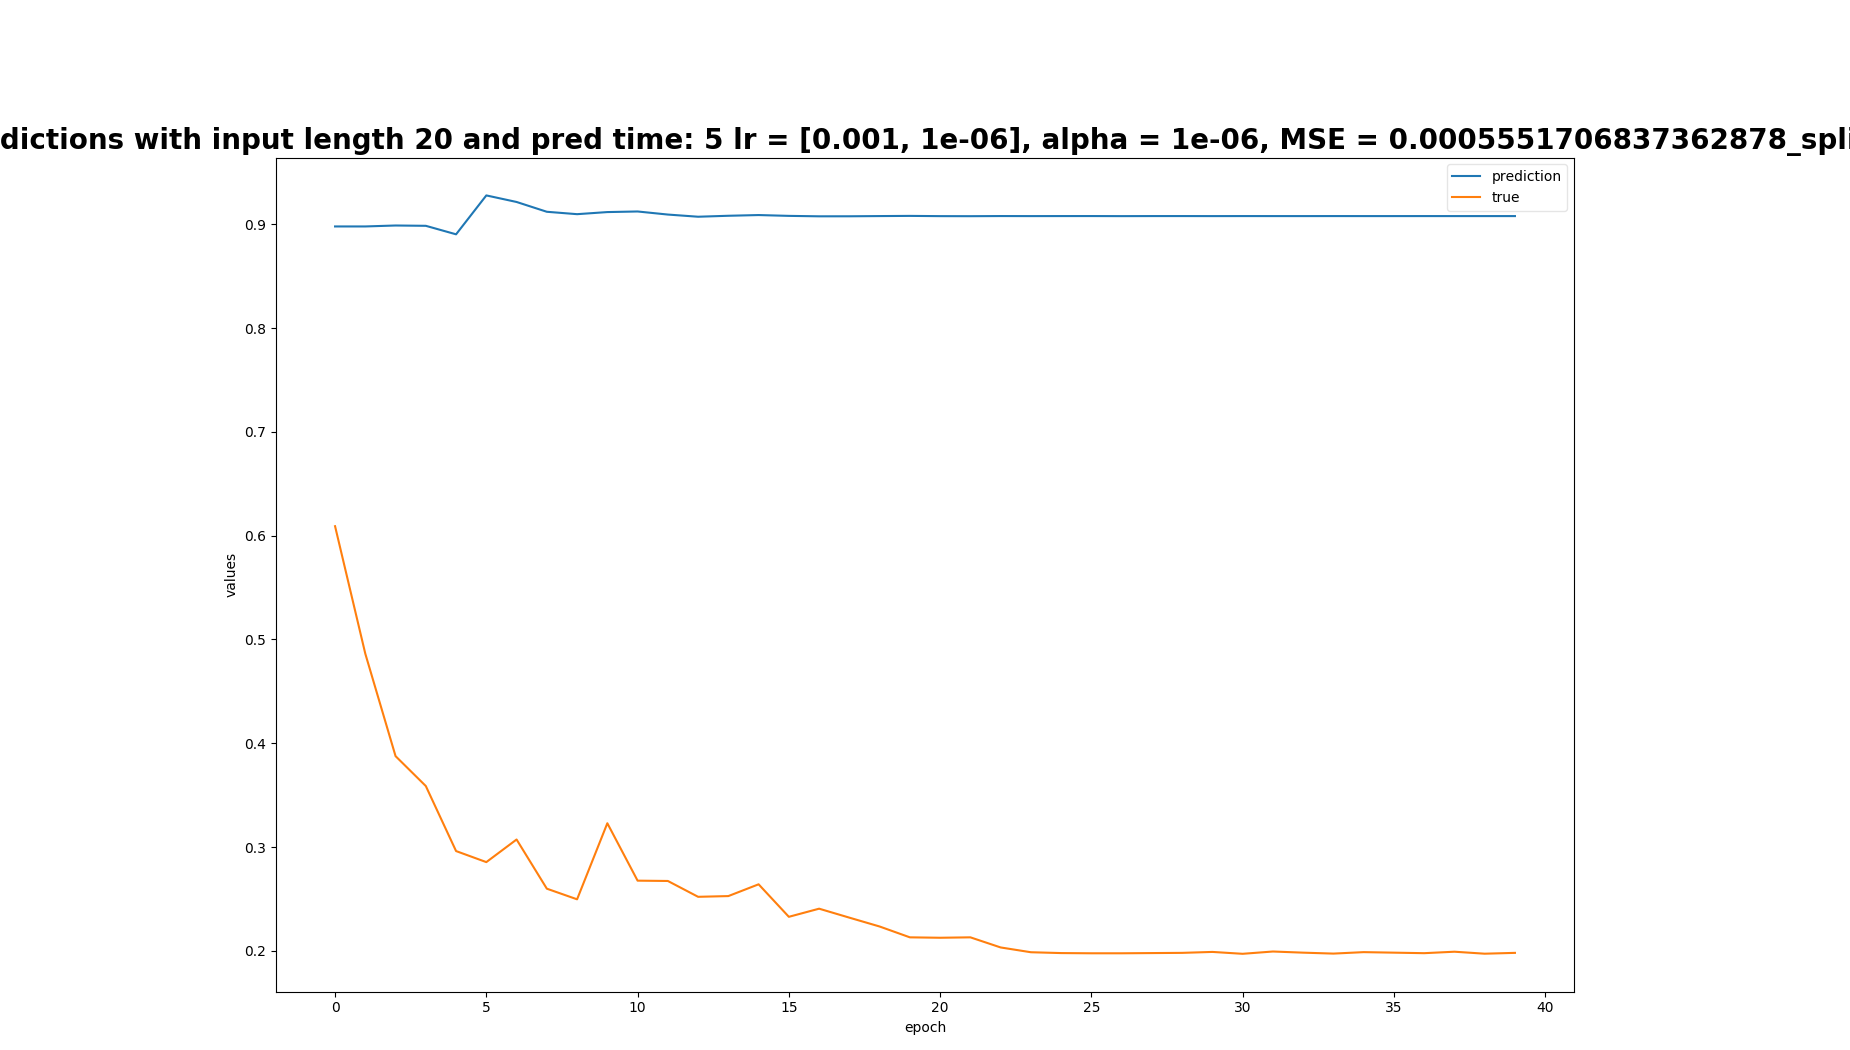 dictions with input length 20 and pred time: 5 lr = [0.001, 1e-06], alpha = 1e-06, MSE = 0.0005551706837362878_spli
prediction
true
0.9
0.8
0.7
0.6
0.5
0.4
0.3
0.2
values
0 5 10 15 20 25 30 35 40
epoch